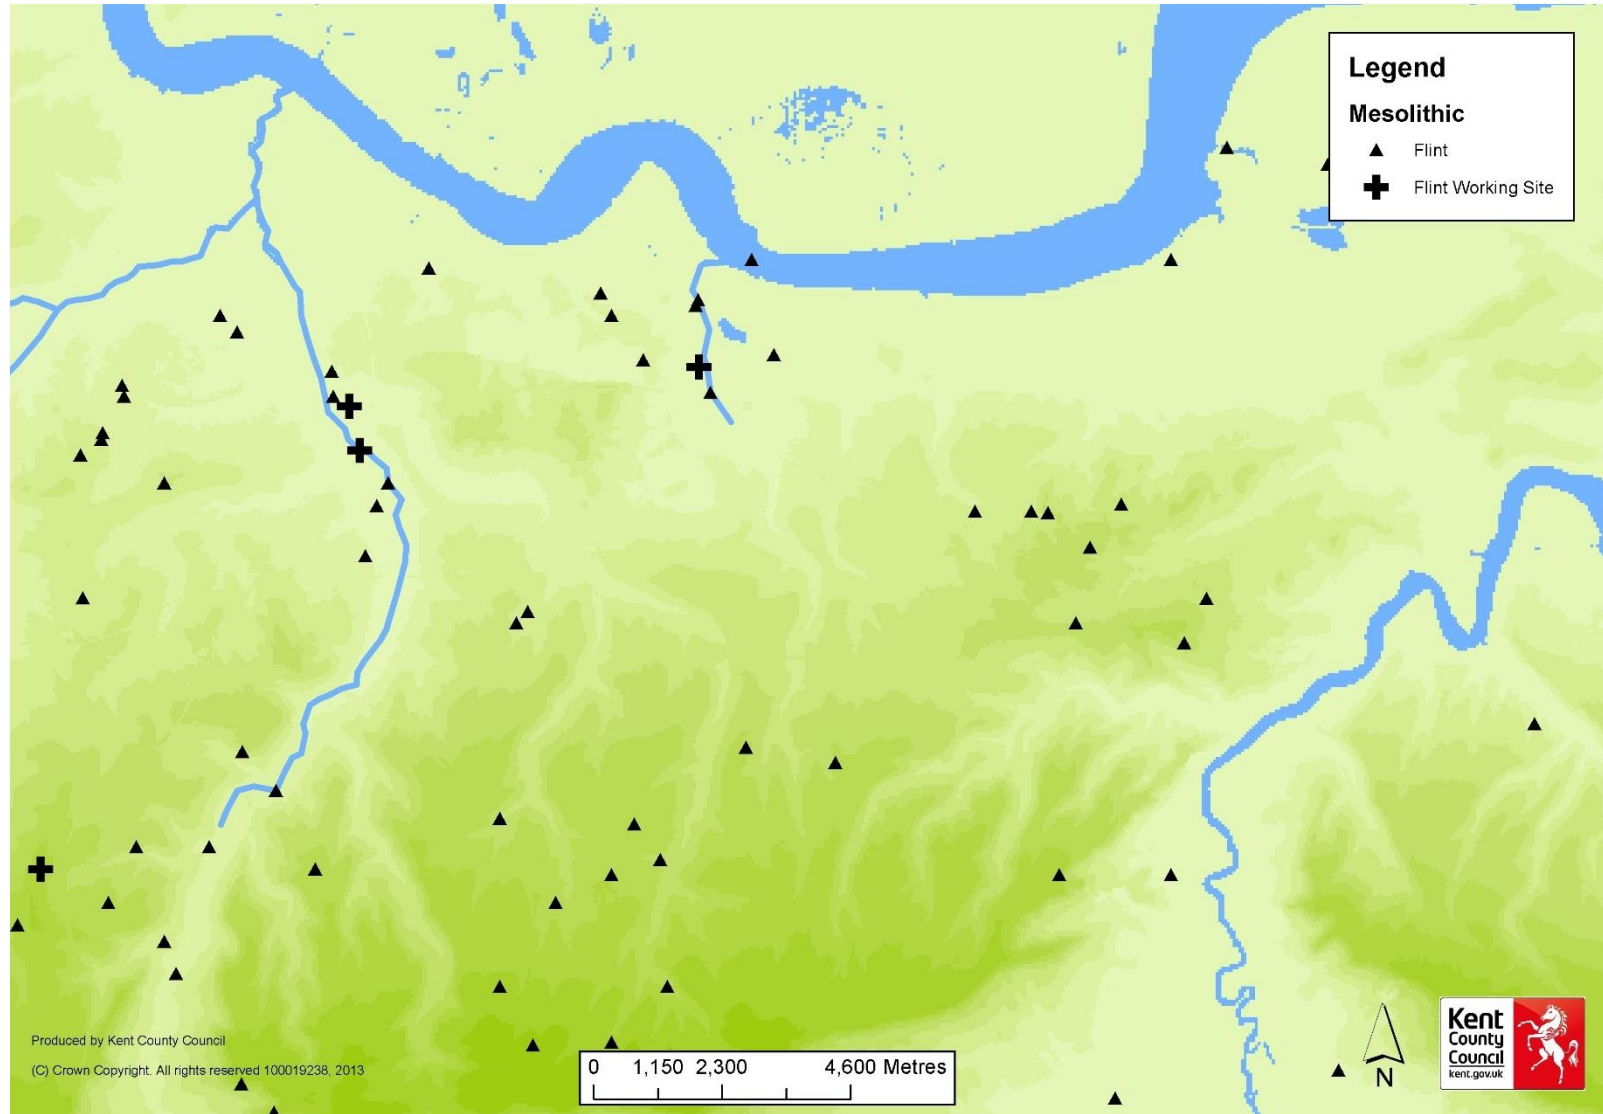 Legend
Mesolithic
Flint
Flint Working Site
Produced by Kent County Council
(C) Crown Copyright. All rights reserved 100019238, 2013
0 1,150 2,300 4,600 Metres
N
Kent
County
Council
kent.gov.uk